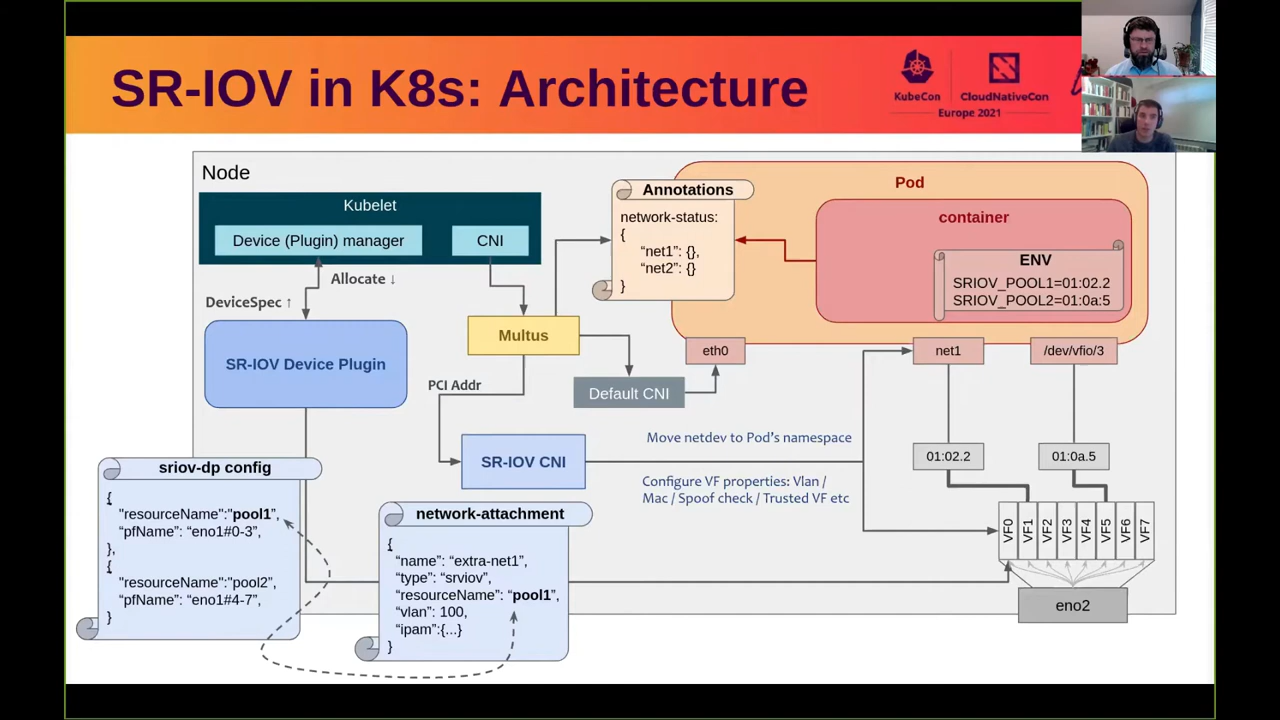 SR-IOV in K8s: Architecture
KubeCon
CloudNativeCon
Europe 2021
Node
Kubelet
Device (Plugin) manager
CNI
Allocate ↓
DeviceSpec ↑
SR-IOV Device Plugin
Multus
PCI Addr
Default CNI
SR-IOV CNI
Annotations
network-status:
{
“net1”: {},
“net2”: {}
}
Pod
container
ENV
SRIOV_POOL1=01:02.2
SRIOV_POOL2=01:0a:5
eth0
net1
/dev/vfio/3
Move netdev to Pod’s namespace
Configure VF properties: Vlan /
Mac / Spoof check / Trusted VF etc
01:02.2
01:0a.5
VF0
VF1
VF2
VF3
VF4
VF5
VF6
VF7
eno2
sriov-dp config
{
"resourceName":"pool1",
“pfName”: “eno1#0-3”,
},
{
"resourceName":"pool2",
“pfName”: “eno1#4-7”,
}
network-attachment
{
“name”: “extra-net1”,
“type”: “srviov”,
“resourceName”: “pool1”,
“vlan”: 100,
“ipam”:{...}
}